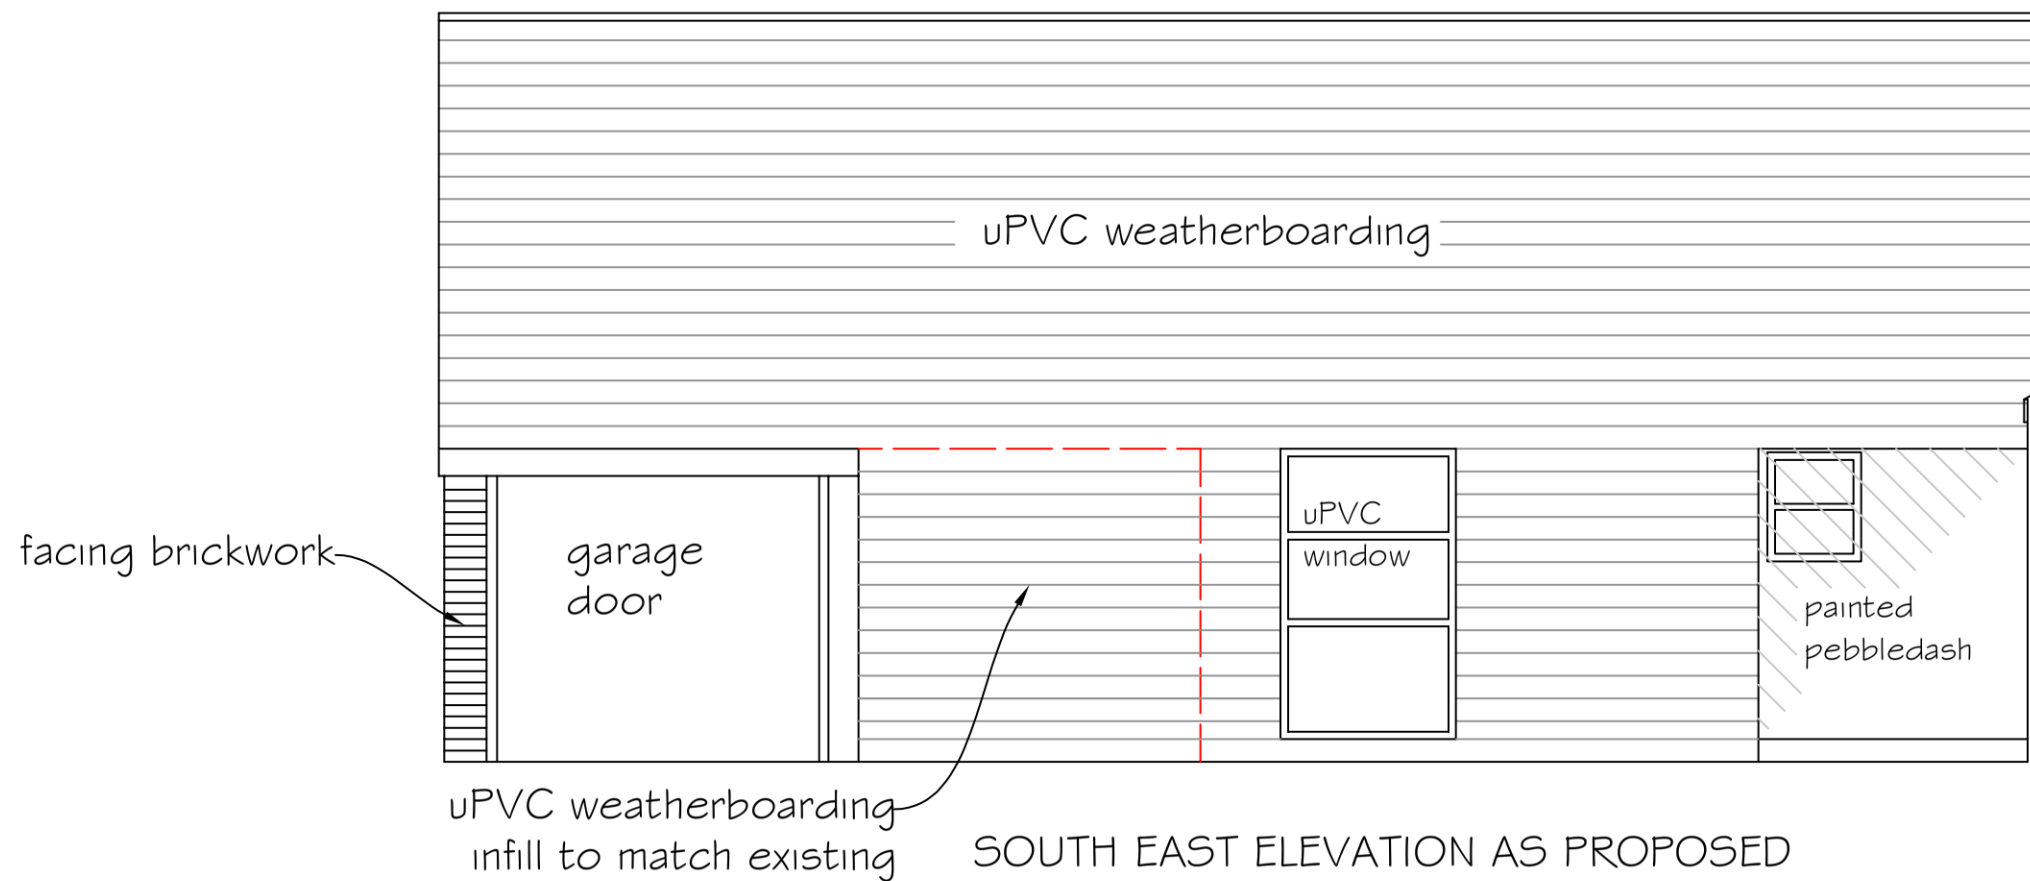 uPVC weatherboarding
facing brickwork
garage
door
uPVC
window
painted
pebbledash
uPVC weatherboarding
infill to match existing
SOUTH EAST ELEVATION AS PROPOSED